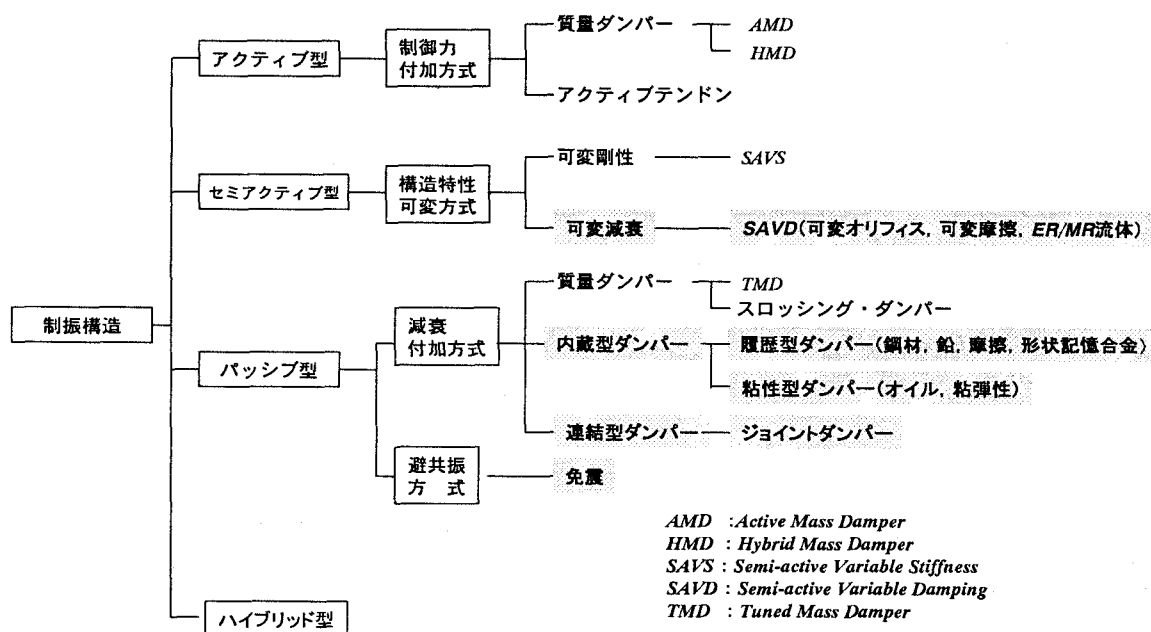 質量ダンパー
AMD
HMD
アクティブ型
制御力
付加方式
アクティブテンドン
可変剛性
SAVS
セミアクティブ型
構造特性
可変方式
可変減衰
SAVD(可変オリフィス, 可変摩擦, ER/MR流体)
質量ダンパー
TMD
スロッシング・ダンパー
制振構造
減衰
付加方式
内蔵型ダンパー
履歴型ダンパー(鋼材, 鉛, 摩擦, 形状記憶合金)
パッシブ型
粘性型ダンパー(オイル, 粘弾性)
連結型ダンパー
ジョイントダンパー
避共振
方 式
免震
AMD :Active Mass Damper
HMD : Hybrid Mass Damper
SAVS : Semi-active Variable Stiffness
SAVD : Semi-active Variable Damping
TMD : Tuned Mass Damper
ハイブリッド型